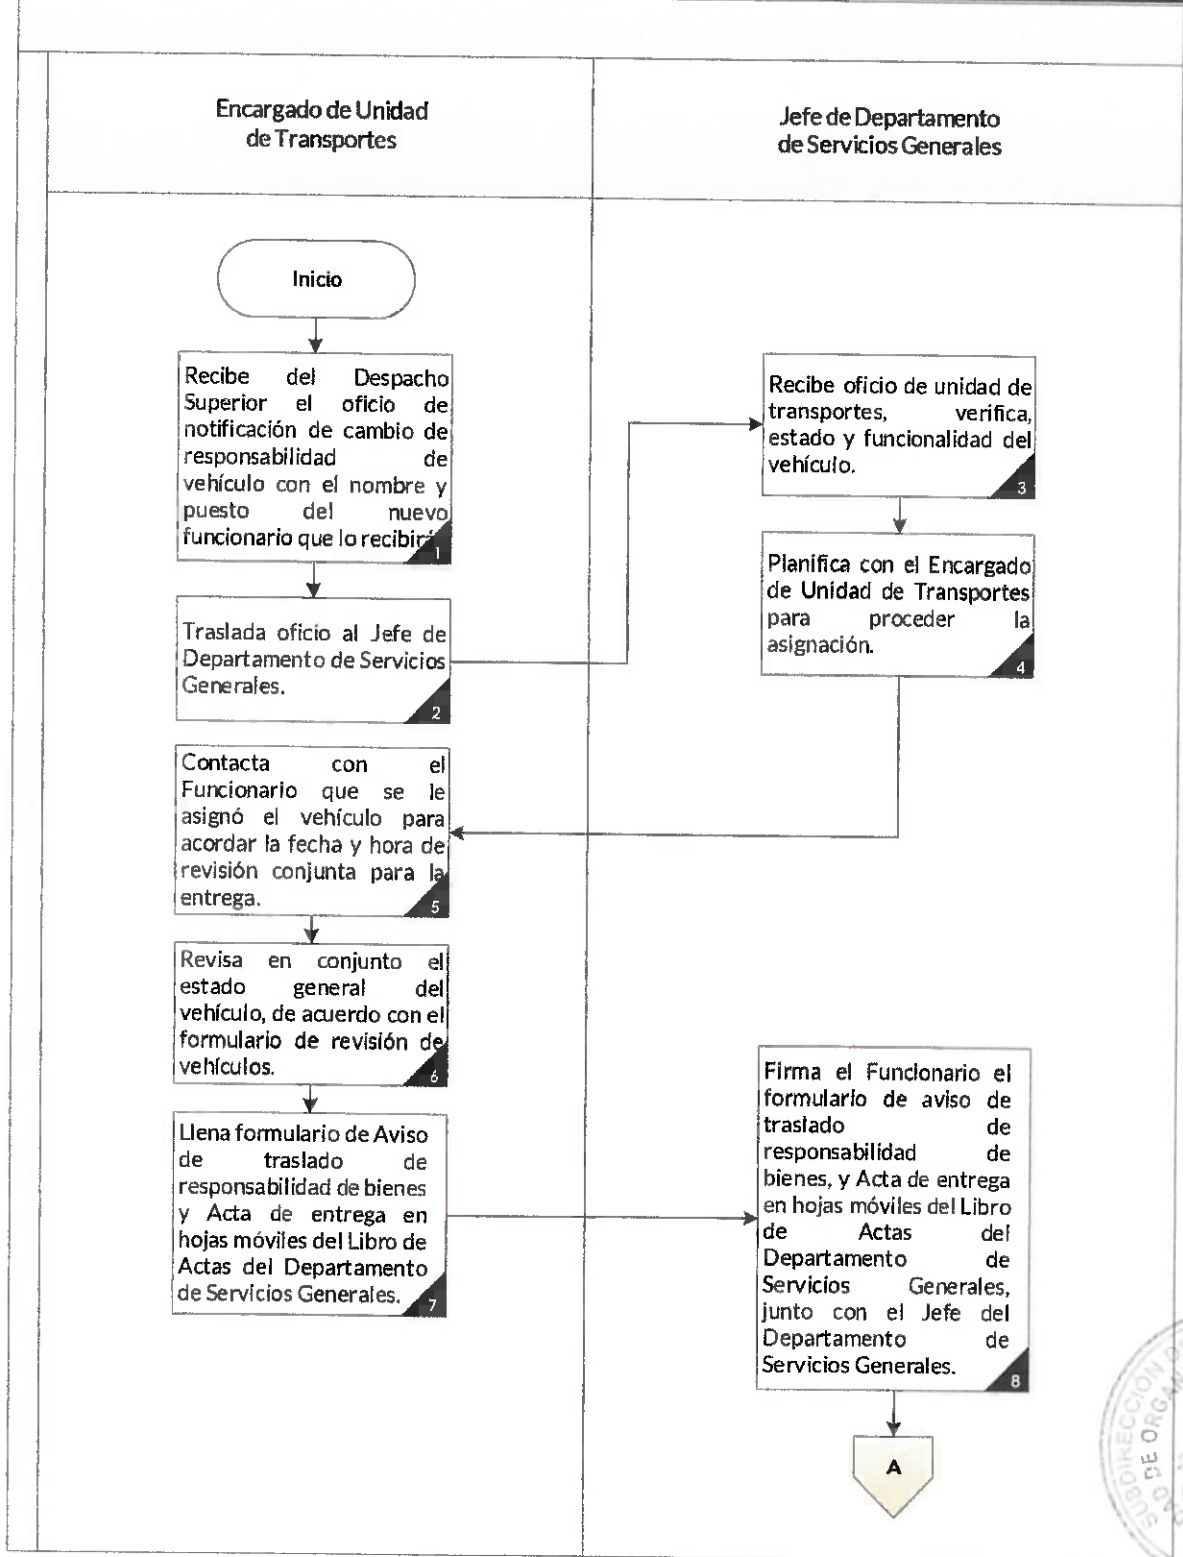 Encargado de Unidad
de Transportes
Jefe de Departamento
de Servicios Generales
Inicio
Recibe del Despacho
Superior el oficio de
notificación de cambio de
responsabilidad de
vehículo con el nombre y
puesto del nuevo
funcionario que lo recibirá
1
Traslada oficio al Jefe de
Departamento de Servicios
Generales.
2
Recibe oficio de unidad de
transportes, verifica,
estado y funcionalidad del
vehículo.
3
Planifica con el Encargado
de Unidad de Transportes
para proceder la
asignación.
4
Contacta con el
Funcionario que se le
asignó el vehículo para
acordar la fecha y hora de
revisión conjunta para la
entrega.
5
Revisa en conjunto el
estado general del
vehículo, de acuerdo con el
formulario de revisión de
vehículos.
6
Llena formulario de Aviso
de traslado de
responsabilidad de bienes
y Acta de entrega en
hojas móviles del Libro de
Actas del Departamento
de Servicios Generales.
7
Firma el Funcionario el
formulario de aviso de
traslado de
responsabilidad de
bienes, y Acta de entrega
en hojas móviles del Libro
de Actas del
Departamento de
Servicios Generales,
junto con el Jefe del
Departamento de
Servicios Generales.
8
A
SUBDIRECCIÓN
DE